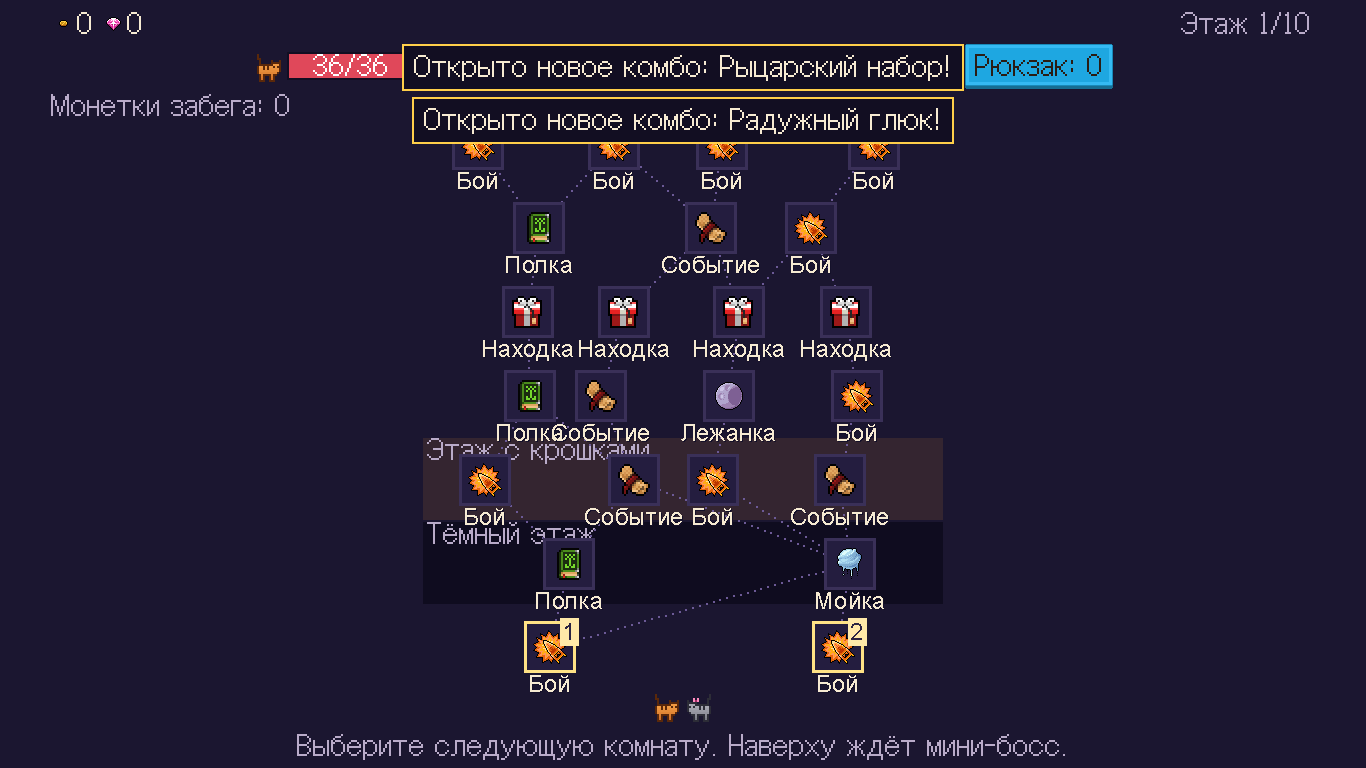 0 0
Этаж 1/10
36/36
Открыто новое комбо: Рыцарский набор!
Рюкзак: 0
Монетки забега: 0
Открыто новое комбо: Радужный глюк!
Бой Бой Бой Бой
Полка Событие Бой
Находка Находка Находка Находка
Полка Событие Лежанка Бой
Этаж с крошками
Бой Событие Бой Событие
Тёмный этаж
Полка Мойка
1 2
Бой Бой
Выберите следующую комнату. Наверху ждёт мини-босс.